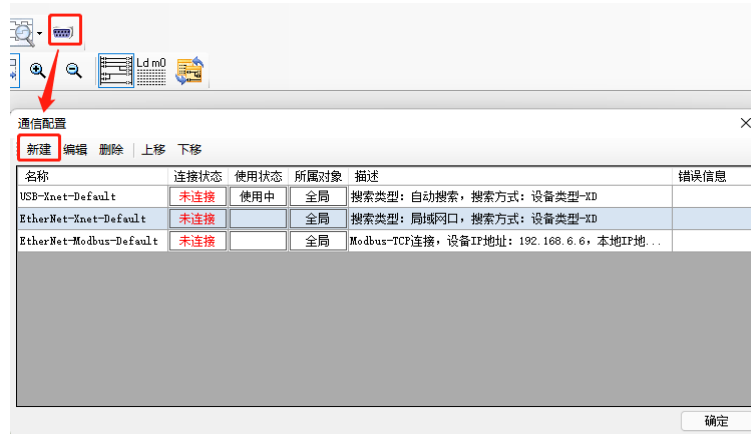 Ld m0
通信配置
新建 编辑 删除 上移 下移
名称 连接状态 使用状态 所属对象 描述 错误信息
USB-Xnet-Default 未连接 使用中 全局 搜索类型: 自动搜索, 搜索方式: 设备类型-XD
EtherNet-Xnet-Default 未连接 全局 搜索类型: 局域网口, 搜索方式: 设备类型-XD
EtherNet-Modbus-Default 未连接 全局 Modbus-TCP连接, 设备IP地址: 192.168.6.6, 本地IP地...
确定